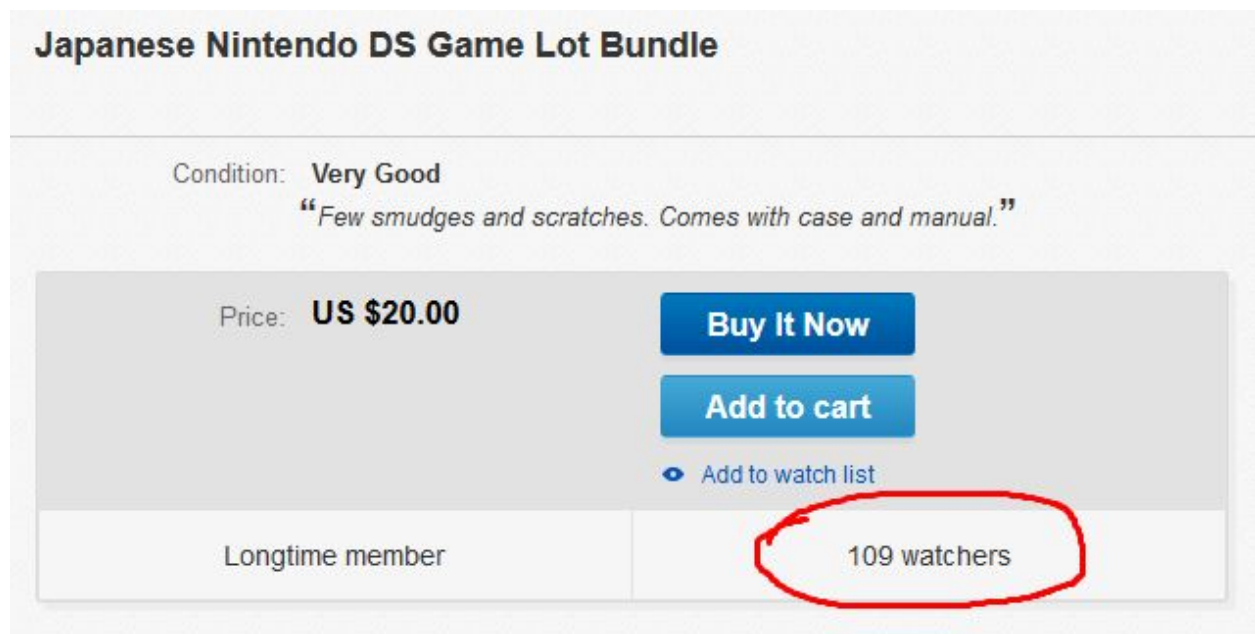 Japanese Nintendo DS Game Lot Bundle
Condition: Very Good
“Few smudges and scratches. Comes with case and manual.”
Price: US $20.00
Buy It Now
Add to cart
Add to watch list
Longtime member
109 watchers